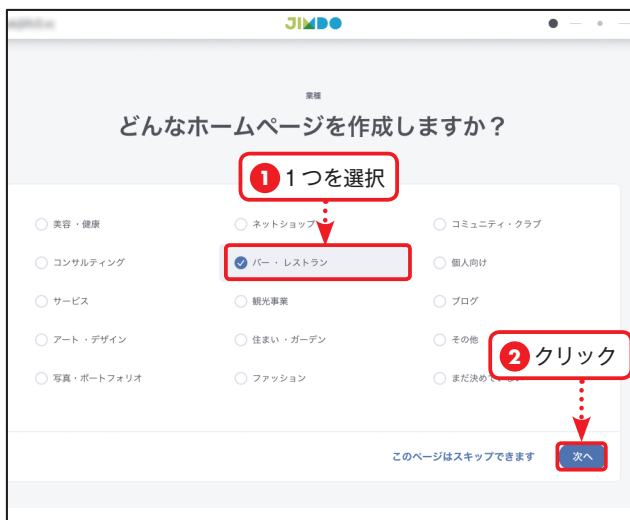 JIMDO
業種
どんなホームページを作成しますか？
1 1つを選択
美容・健康
ネットショップ
コミュニティ・クラブ
コンサルティング
バー・レストラン
個人向け
サービス
観光事業
ブログ
アート・デザイン
住まい・ガーデン
その他
2 クリック
写真・ポートフォリオ
ファッション
まだ決めて
このページはスキップできます
次へ